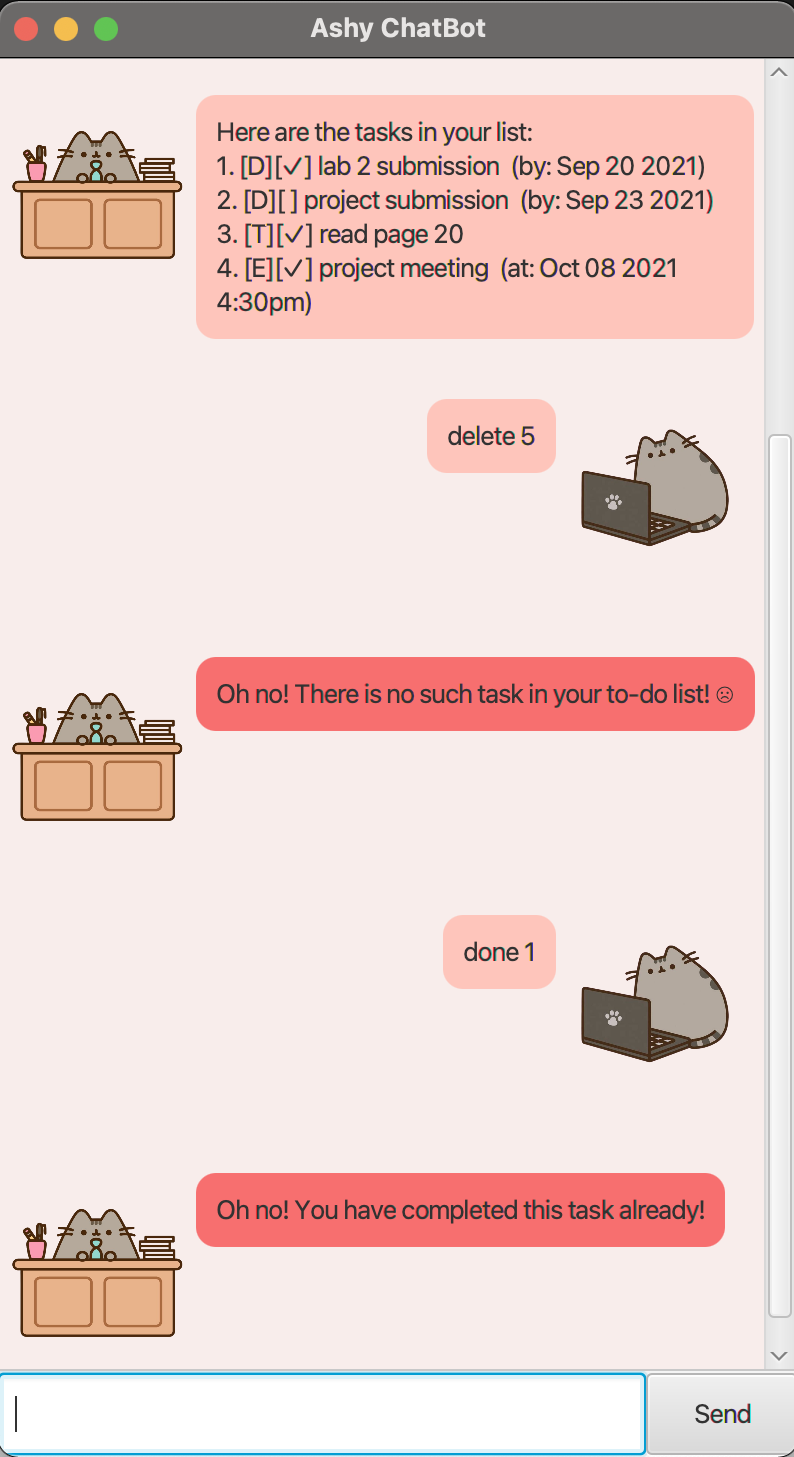 Ashy ChatBot
Here are the tasks in your list:
1. [D][✓] lab 2 submission  (by: Sep 20 2021)
2. [D][ ] project submission  (by: Sep 23 2021)
3. [T][✓] read page 20
4. [E][✓] project meeting  (at: Oct 08 2021
4:30pm)
delete 5
Oh no! There is no such task in your to-do list! ☹
done 1
Oh no! You have completed this task already!
Send